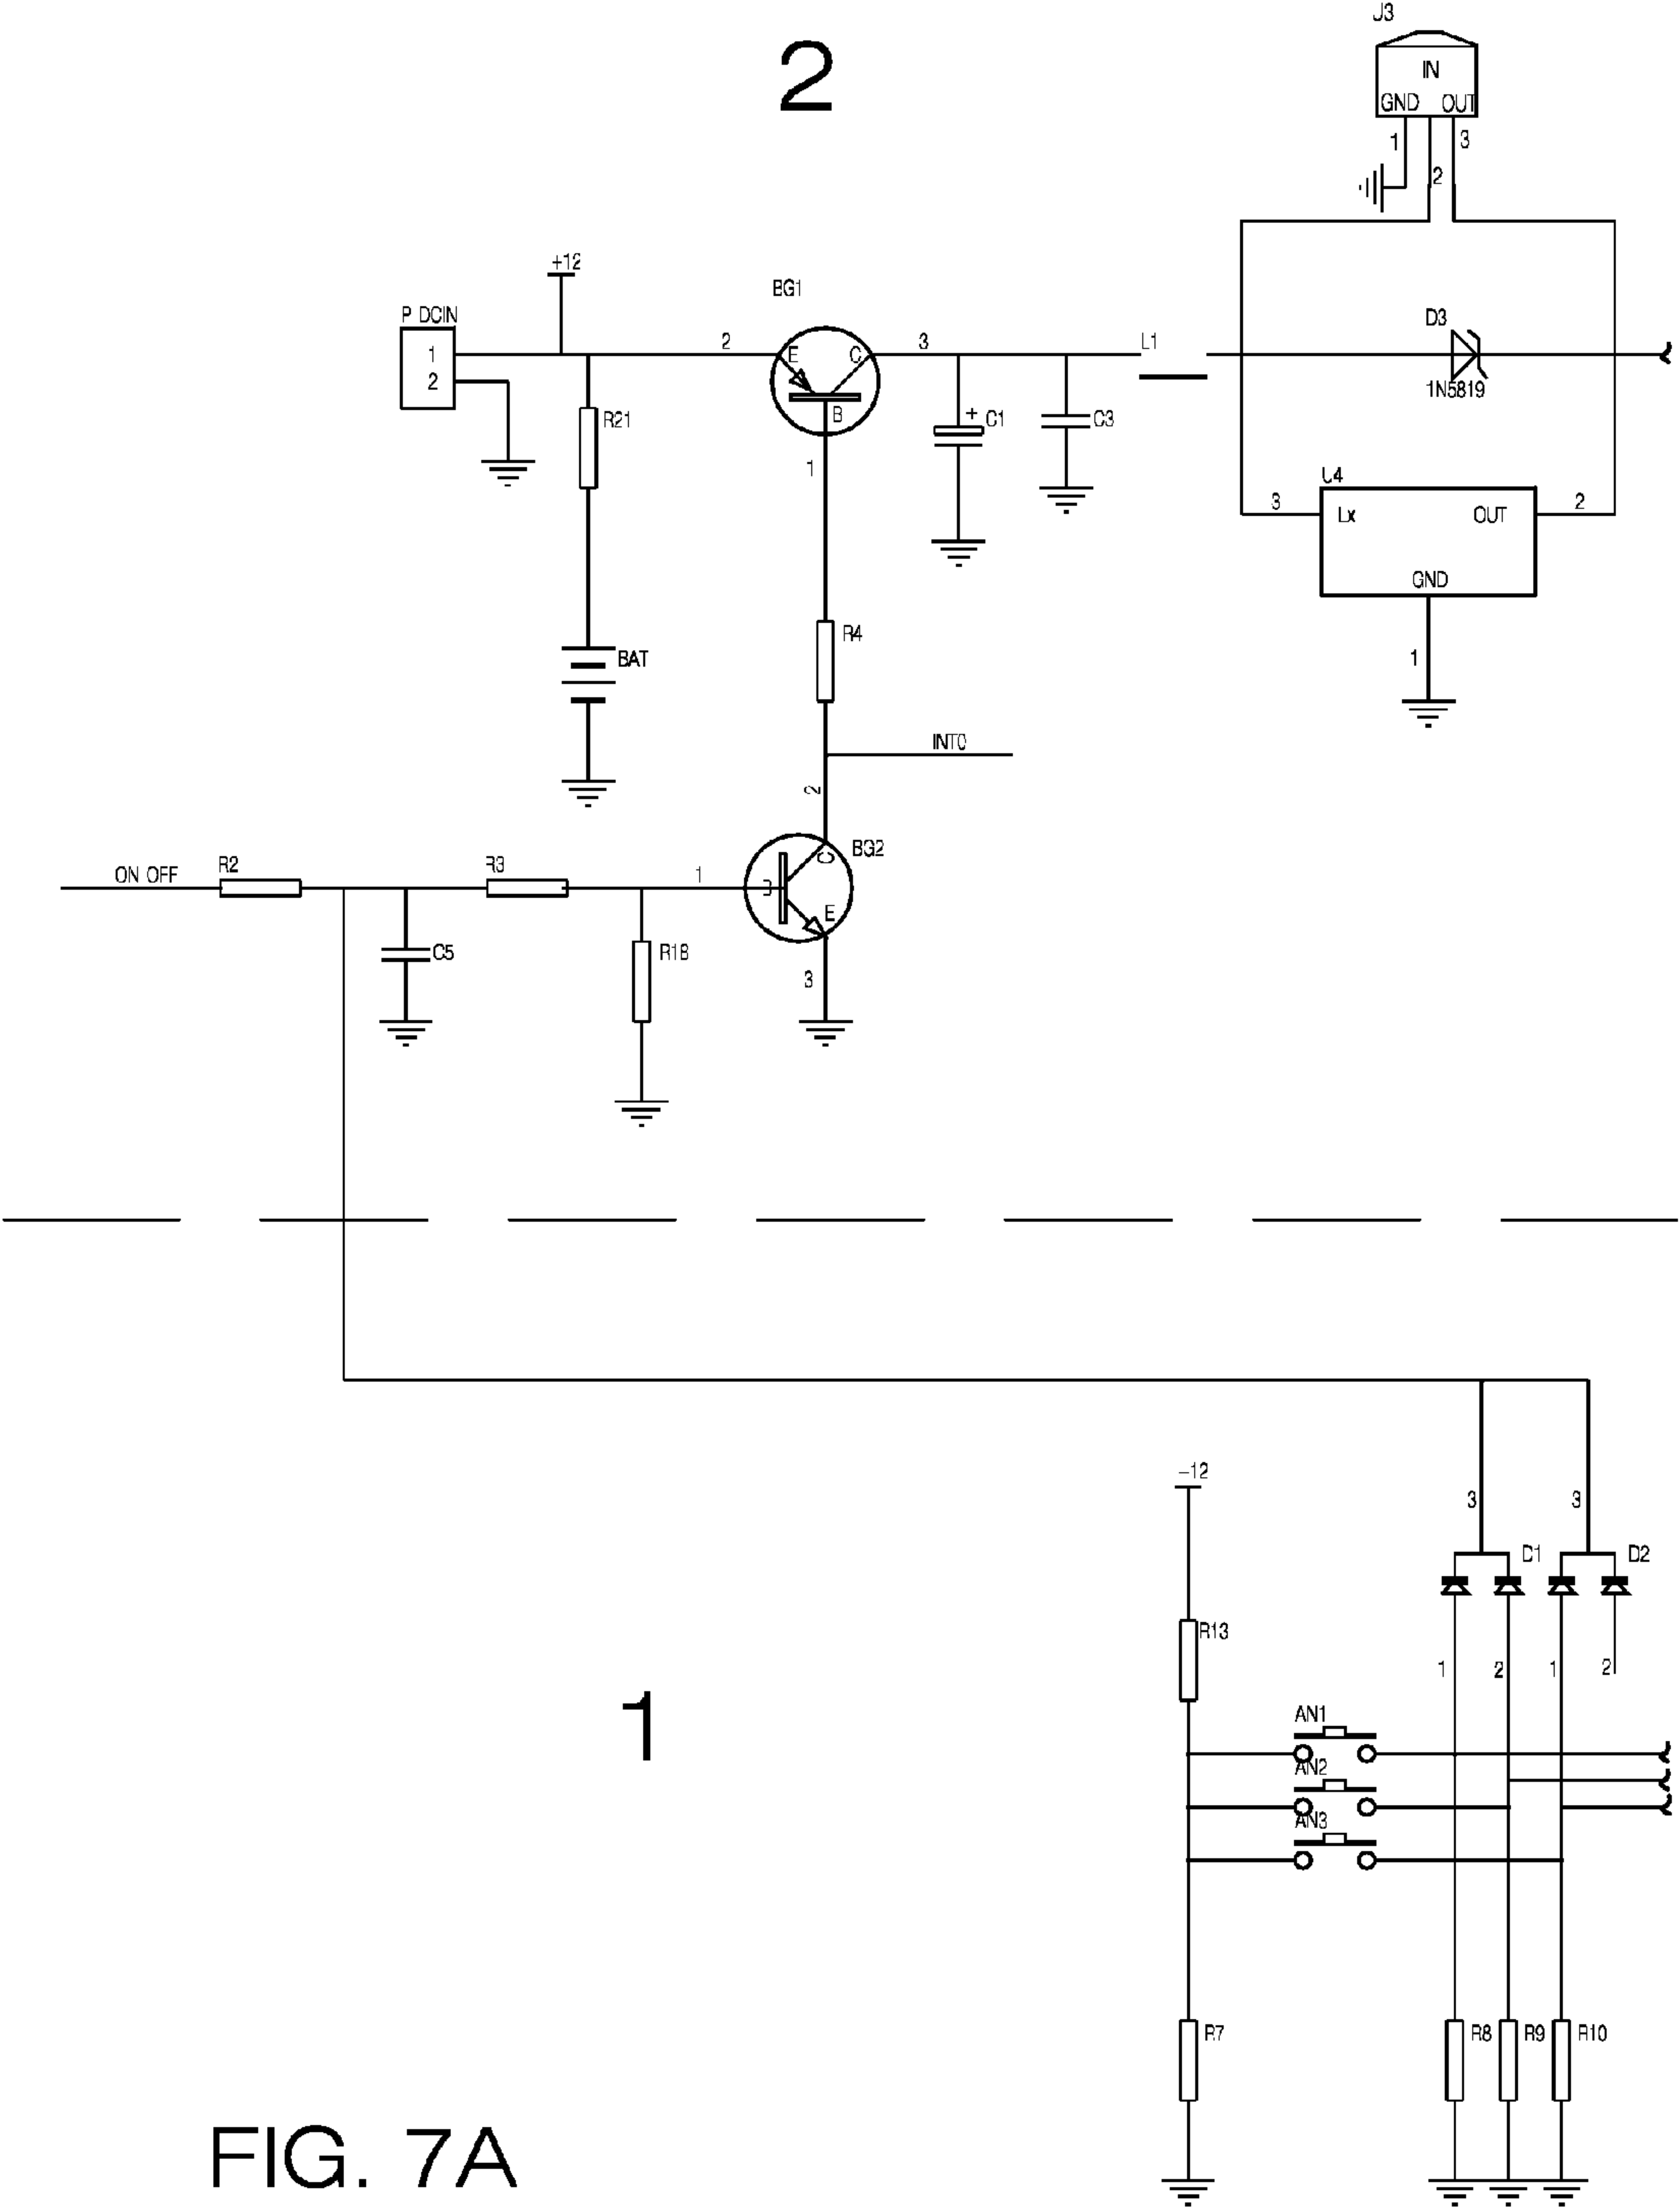 J3
2
IN
GND OUT
1
3
2
+12
BG1
P DCIN
D3
1
2
E
C
3
L1
2
1N5819
R21
B
+
C1
C3
1
U4
3
Lx
OUT
2
GND
R4
BAT
1
INT0
2
C
BG2
ON OFF
R2
R3
1
E
C5
R18
3
-12
3
3
D1
D2
R13
1
2
1
2
AN1
1
AN2
AN3
R7
R8
R9
R10
FIG. 7A